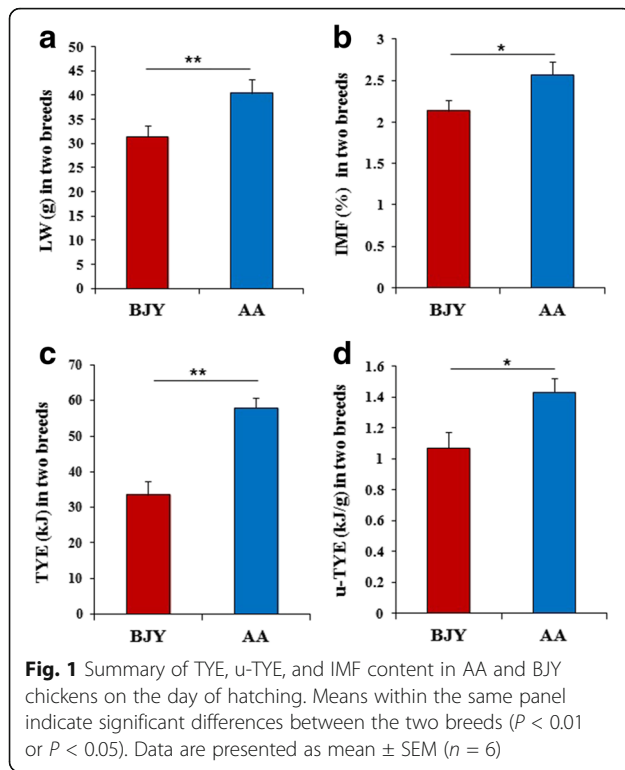 a
**
50
45
40
35
30
25
20
15
10
5
0
LW (g) in two breeds
BJY
AA
b
*
3
2.5
2
1.5
1
0.5
0
IMF (%) in two breeds
BJY
AA
c
**
70
60
50
40
30
20
10
0
TYE (kJ) in two breeds
BJY
AA
d
*
1.6
1.4
1.2
1
0.8
0.6
0.4
0.2
0
u-TYE (kJ/g) in two breeds
BJY
AA
Fig. 1 Summary of TYE, u-TYE, and IMF content in AA and BJY
chickens on the day of hatching. Means within the same panel
indicate significant differences between the two breeds (P < 0.01
or P < 0.05). Data are presented as mean ± SEM (n = 6)